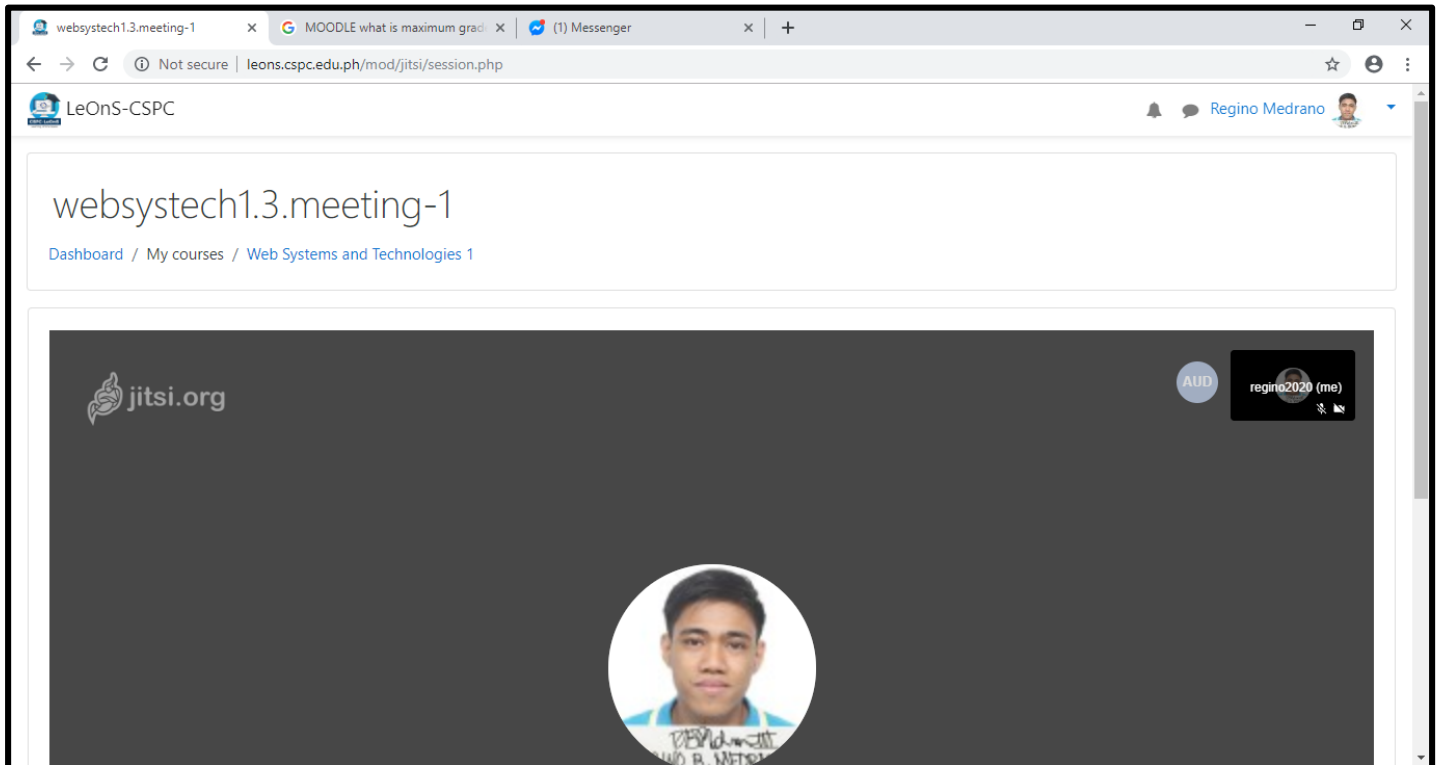 websystech1.3.meeting-1
MOODLE what is maximum grad
(1) Messenger
Not secure | leons.cspc.edu.ph/mod/jitsi/session.php
LeOnS-CSPC
Regino Medrano
websystech1.3.meeting-1
Dashboard / My courses / Web Systems and Technologies 1
jitsi.org
AUD
regino2020 (me)